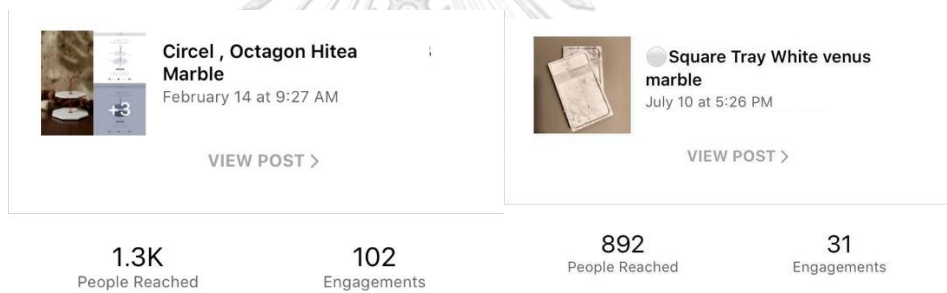 Circel , Octagon Hitea
Marble
February 14 at 9:27 AM
+3
VIEW POST >
1.3K
People Reached
102
Engagements
⚪Square Tray White venus
marble
July 10 at 5:26 PM
VIEW POST >
892
People Reached
31
Engagements